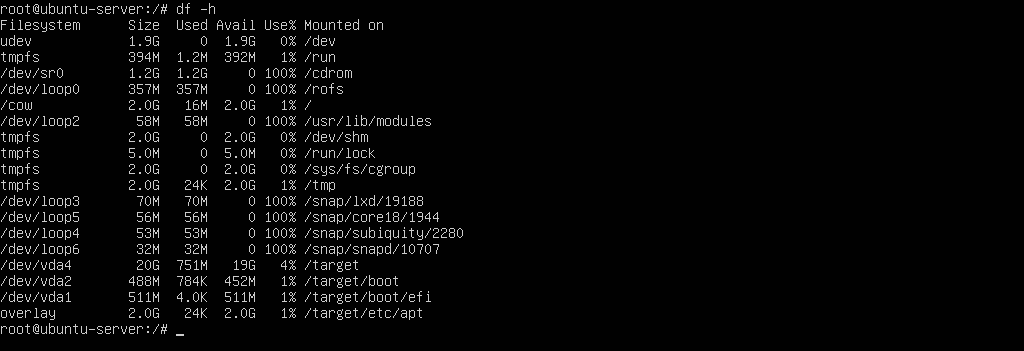 root@ubuntu-server:/# df -h
Filesystem      Size  Used Avail Use% Mounted on
udev            1.9G     0  1.9G   0% /dev
tmpfs           394M  1.2M  392M   1% /run
/dev/sr0        1.2G  1.2G     0 100% /cdrom
/dev/loop0      357M  357M     0 100% /rofs
/cow            2.0G   16M  2.0G   1% /
/dev/loop2       58M   58M     0 100% /usr/lib/modules
tmpfs           2.0G     0  2.0G   0% /dev/shm
tmpfs           5.0M     0  5.0M   0% /run/lock
tmpfs           2.0G     0  2.0G   0% /sys/fs/cgroup
tmpfs           2.0G   24K  2.0G   1% /tmp
/dev/loop3       70M   70M     0 100% /snap/lxd/19188
/dev/loop5       56M   56M     0 100% /snap/core18/1944
/dev/loop4       53M   53M     0 100% /snap/subiquity/2280
/dev/loop6       32M   32M     0 100% /snap/snapd/10707
/dev/vda4        20G  751M   19G   4% /target
/dev/vda2       488M  784K  452M   1% /target/boot
/dev/vda1       511M  4.0K  511M   1% /target/boot/efi
overlay         2.0G   24K  2.0G   1% /target/etc/apt
root@ubuntu-server:/# _